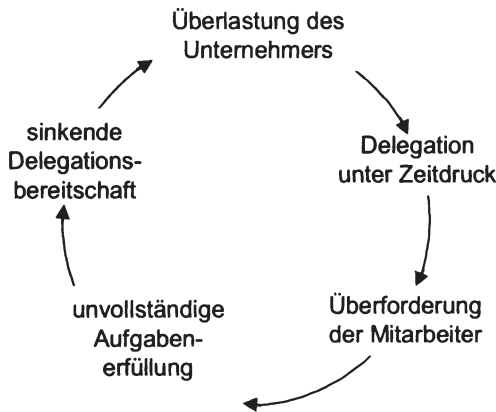 Überlastung des
Unternehmers
Delegation
unter Zeitdruck
Überforderung
der Mitarbeiter
unvollständige
Aufgaben-
erfüllung
sinkende
Delegations-
bereitschaft